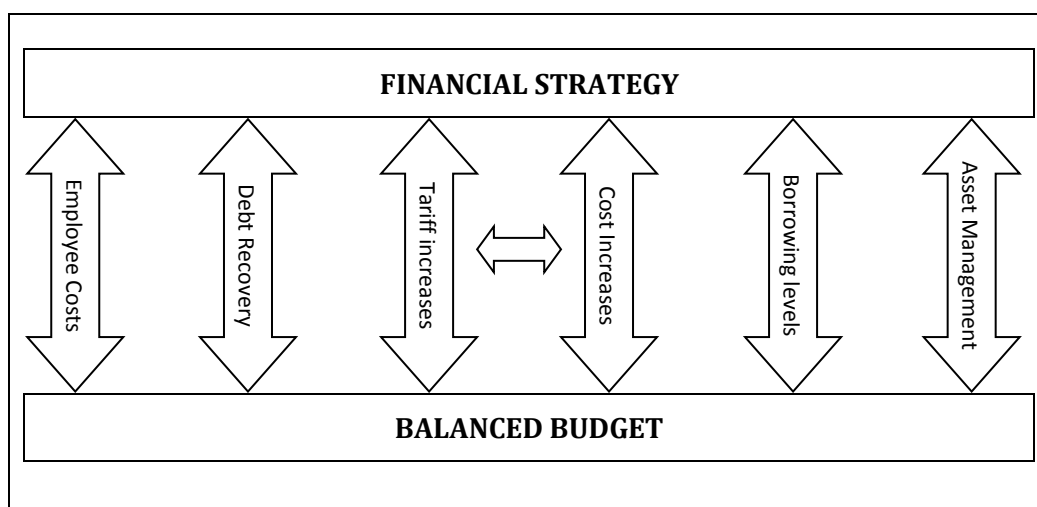 FINANCIAL STRATEGY
Employee Costs
Debt Recovery
Tariff increases
Cost Increases
Borrowing levels
Asset Management
BALANCED BUDGET